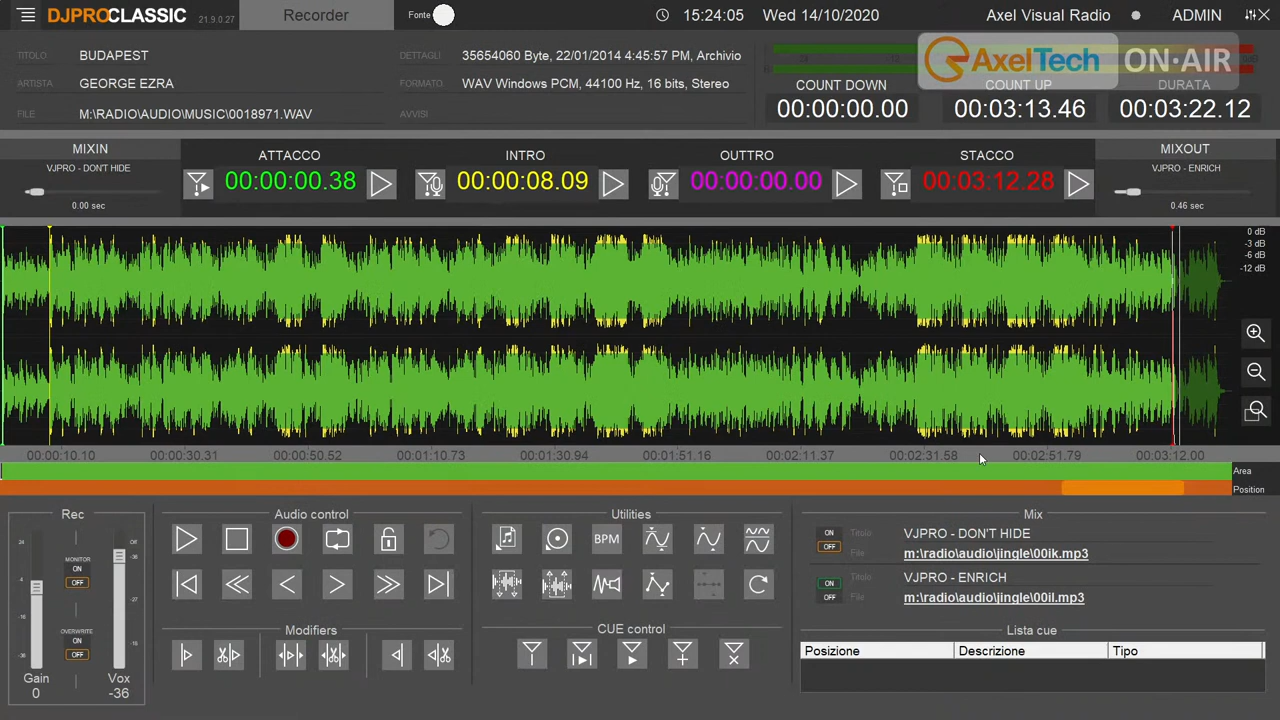 DJPROCLASSIC 21.9.0.27
Recorder
Fonte
15:24:05 Wed 14/10/2020
Axel Visual Radio
ADMIN
TITOLO BUDAPEST
ARTISTA GEORGE EZRA
FILE M:\RADIO\AUDIO\MUSIC\0018971.WAV
DETTAGLI 35654060 Byte, 22/01/2014 4:45:57 PM, Archivio
FORMATO WAV Windows PCM, 44100 Hz, 16 bits, Stereo
AVVISI
AxelTech ON·AIR
COUNT DOWN COUNT UP DURATA
00:00:00.00 00:03:13.46 00:03:22.12
MIXIN
VJPRO - DON'T HIDE
0.00 sec
ATTACCO
00:00:00.38
INTRO
00:00:08.09
OUTTRO
00:00:00.00
STACCO
00:03:12.28
MIXOUT
VJPRO - ENRICH
0.46 sec
0 dB
-3 dB
-6 dB
-12 dB
00:00:10.10 00:00:30.31 00:00:50.52 00:01:10.73 00:01:30.94 00:01:51.16 00:02:11.37 00:02:31.58 00:02:51.79 00:03:12.00
Area
Position
Rec
MONITOR
ON
OFF
OVERWRITE
ON
OFF
Gain
0
Vox
-36
Audio control
Modifiers
Utilities
BPM
CUE control
Mix
ON
OFF
Titolo VJPRO - DON'T HIDE
File m:\radio\audio\jingle\00ik.mp3
ON
OFF
Titolo VJPRO - ENRICH
File m:\radio\audio\jingle\00il.mp3
Lista cue
Posizione Descrizione Tipo